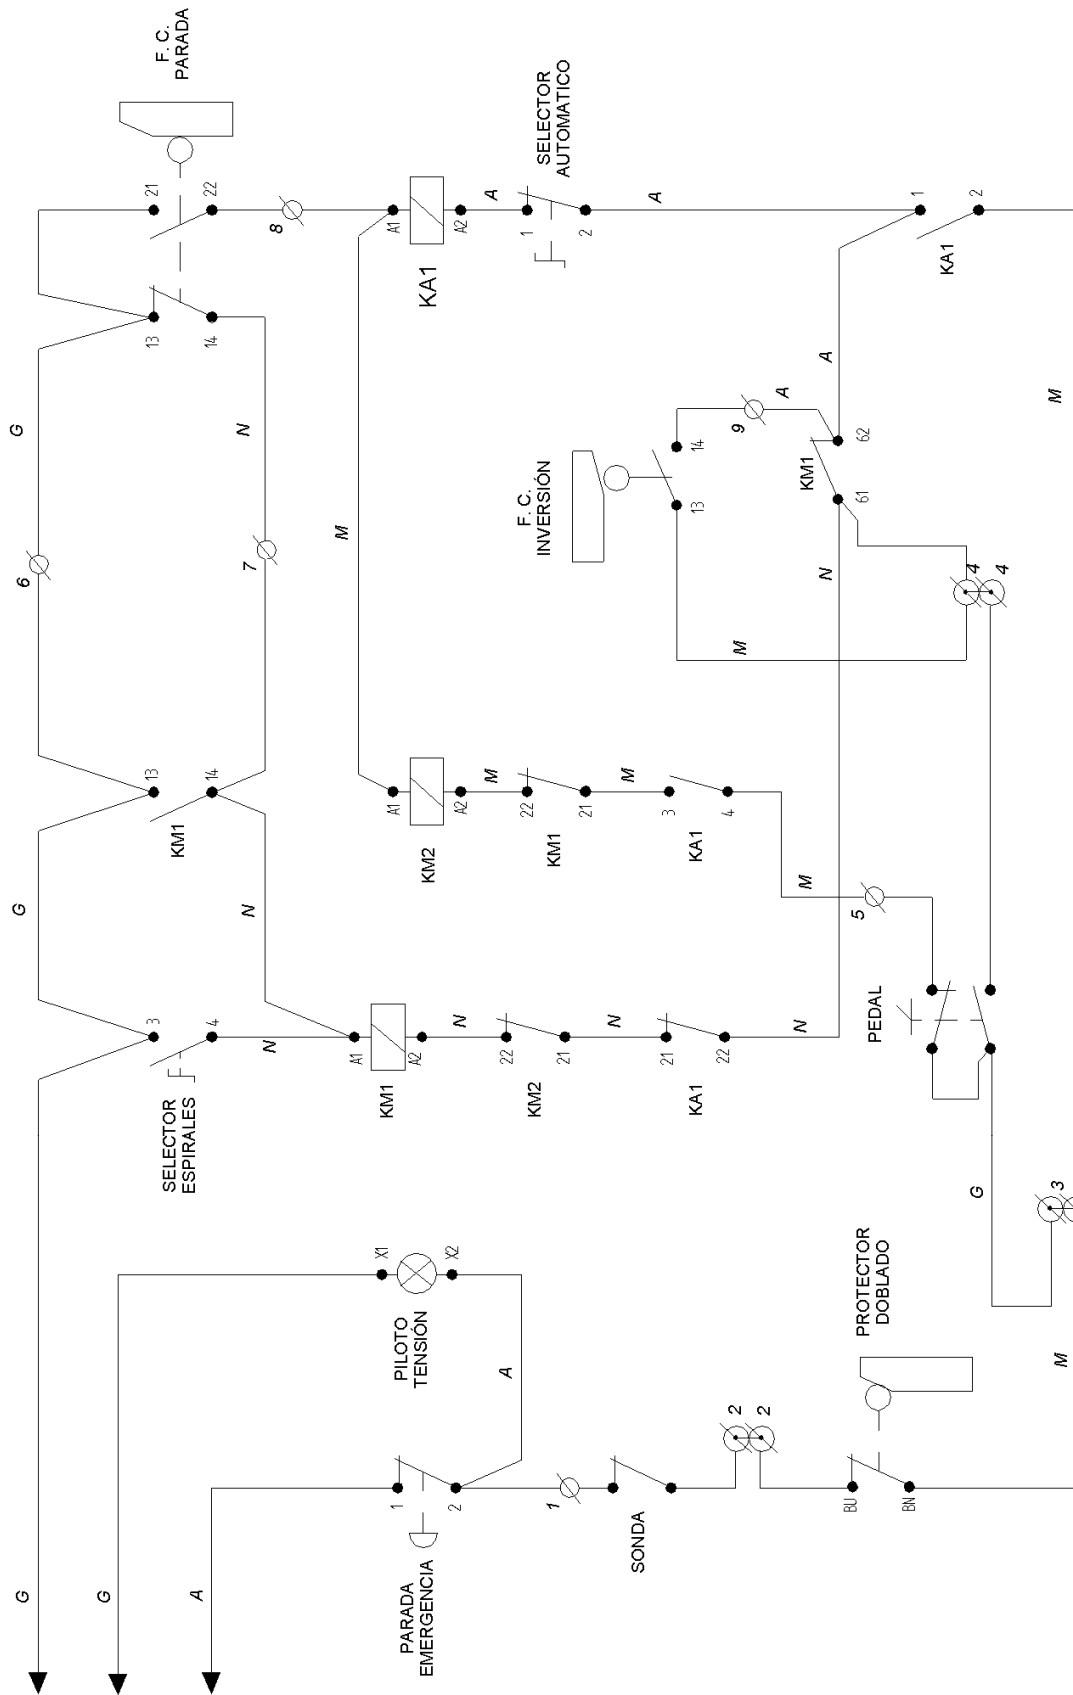 G
G
A
PARADA
EMERGENCIA
1
2
PILOTO
TENSIÓN
X1
X2
A
1
SONDA
2
2
BU
BN
PROTECTOR
DOBLADO
M
SELECTOR
ESPIRALES
3
4
N
G
KM1
A1
A2
N
22
21
KM2
N
21
22
KA1
N
PEDAL
G
3
KM1
13
14
N
KM2
A1
A2
M
22
21
KM1
M
3
4
KA1
M
5
6
G
7
N
M
F. C.
INVERSIÓN
13
14
M
9
A
KM1
61
62
N
A
4
4
F. C.
PARADA
13
14
21
22
8
KA1
A1
A2
A
SELECTOR
AUTOMATICO
1
2
A
KA1
1
2
M